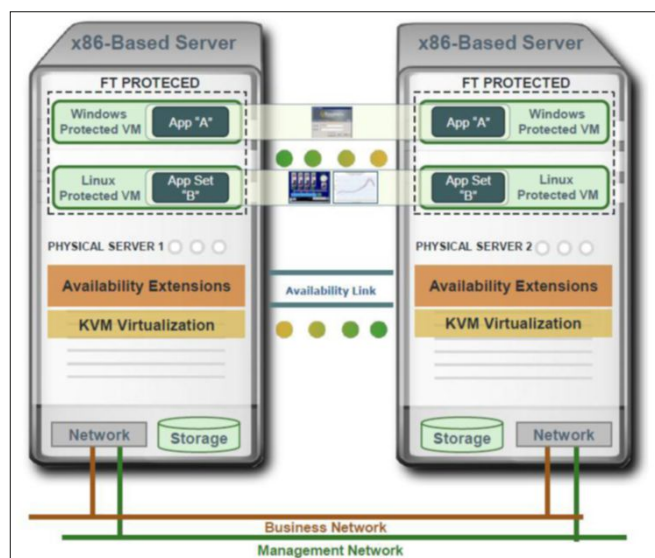 x86-Based Server
FT PROTECED
Windows
Protected VM
App "A"
Linux
Protected VM
App Set
"B"
PHYSICAL SERVER 1
Availability Extensions
KVM Virtualization
Network
Storage
Availability Link
x86-Based Server
FT PROTECTED
App "A"
Windows
Protected VM
App Set
"B"
Linux
Protected VM
PHYSICAL SERVER 2
Availability Extensions
KVM Virtualization
Storage
Network
Business Network
Management Network